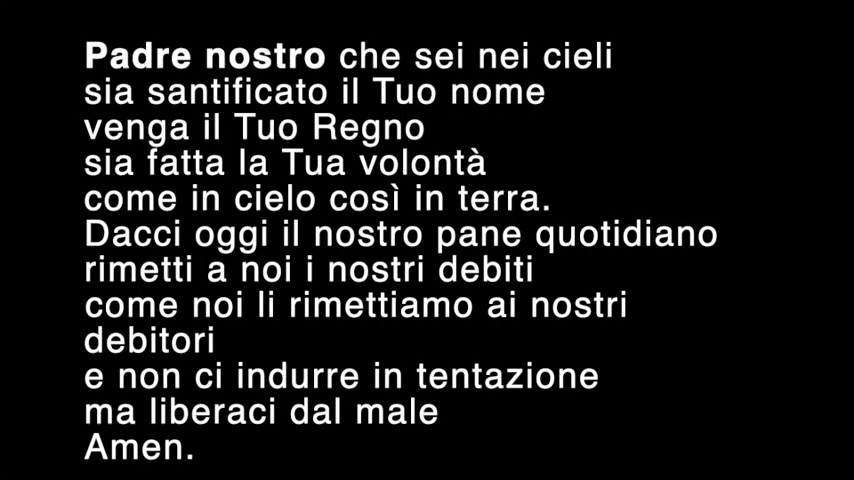 Padre nostro che sei nei cieli
sia santificato il Tuo nome
venga il Tuo Regno
sia fatta la Tua volontà
come in cielo così in terra.
Dacci oggi il nostro pane quotidiano
rimetti a noi i nostri debiti
come noi li rimettiamo ai nostri
debitori
e non ci indurre in tentazione
ma liberaci dal male
Amen.